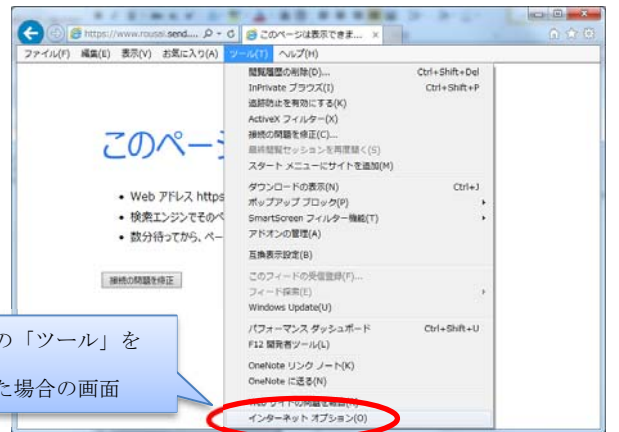 https://www.rousai.send....
このページは表示できま...
ファイル(F) 編集(E) 表示(V) お気に入り(A) ツール(T) ヘルプ(H)
閲覧履歴の削除(D)... Ctrl+Shift+Del
InPrivate ブラウズ(I) Ctrl+Shift+P
追跡防止を有効にする(K)
ActiveX フィルター(X)
接続の問題を修正(C)...
最終閲覧セッションを再度開く(S)
スタート メニューにサイトを追加(M)
ダウンロードの表示(N) Ctrl+J
ポップアップ ブロック(P)
SmartScreen フィルター機能(T)
アドオンの管理(A)
互換表示設定(B)
このフィードの受信登録(F)...
フィード探索(E)
Windows Update(U)
パフォーマンス ダッシュボード Ctrl+Shift+U
F12 開発者ツール(L)
OneNote リンク ノート(K)
OneNote に送る(N)
Web サイトの問題を報告(R)
インターネット オプション(O)
このペー
• Web アドレス https
• 検索エンジンでそのペ
• 数分待ってから、ペー
接続の問題を修正
の「ツール」を
た場合の画面